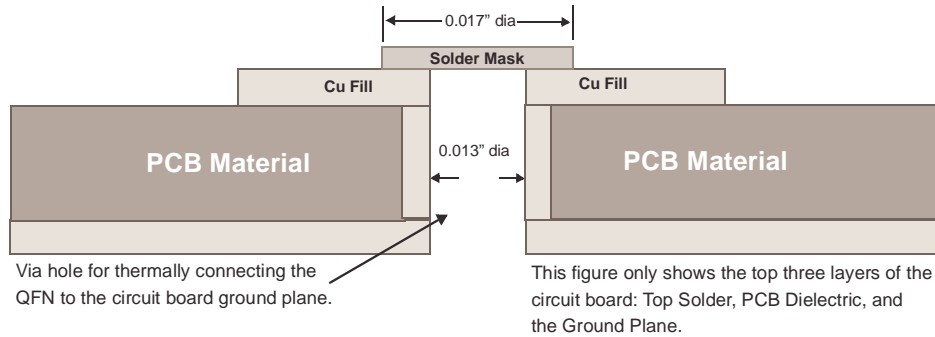 0.017” dia
Solder Mask
Cu Fill
Cu Fill
PCB Material
0.013” dia
PCB Material
Via hole for thermally connecting the
QFN to the circuit board ground plane.
This figure only shows the top three layers of the
circuit board: Top Solder, PCB Dielectric, and
the Ground Plane.